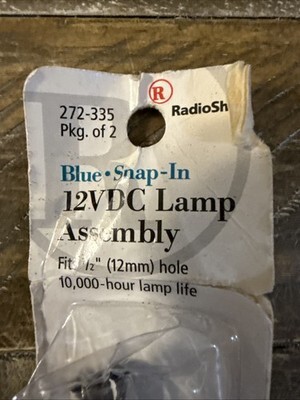 ®
RadioSh
272-335
Pkg. of 2
Blue•Snap-In
12VDC Lamp
Assembly
Fit 1/2" (12mm) hole
10,000-hour lamp life